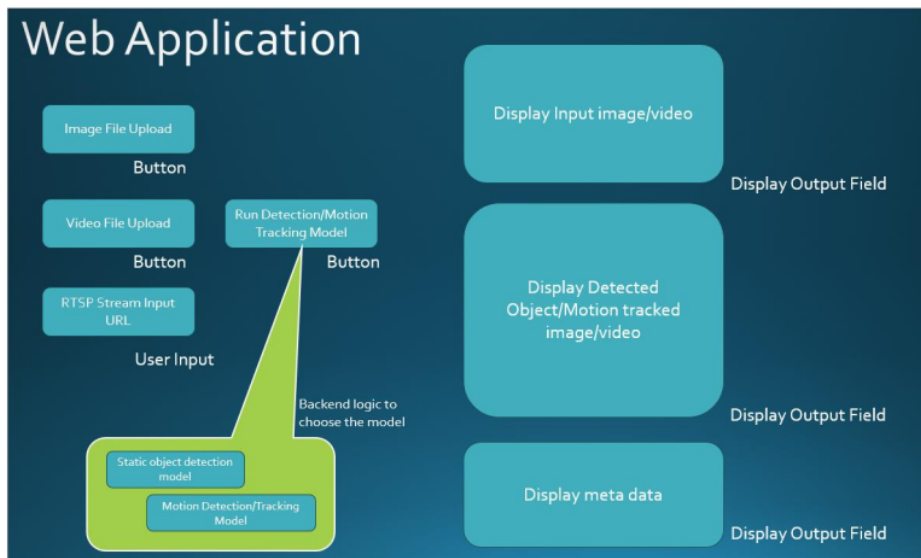 Web Application
Image File Upload
Button
Video File Upload
Button
RTSP Stream Input
URL
User Input
Run Detection/Motion
Tracking Model
Button
Backend logic to
choose the model
Static object detection
model
Motion Detection/Tracking
Model
Display Input image/video
Display Output Field
Display Detected
Object/Motion tracked
image/video
Display Output Field
Display meta data
Display Output Field